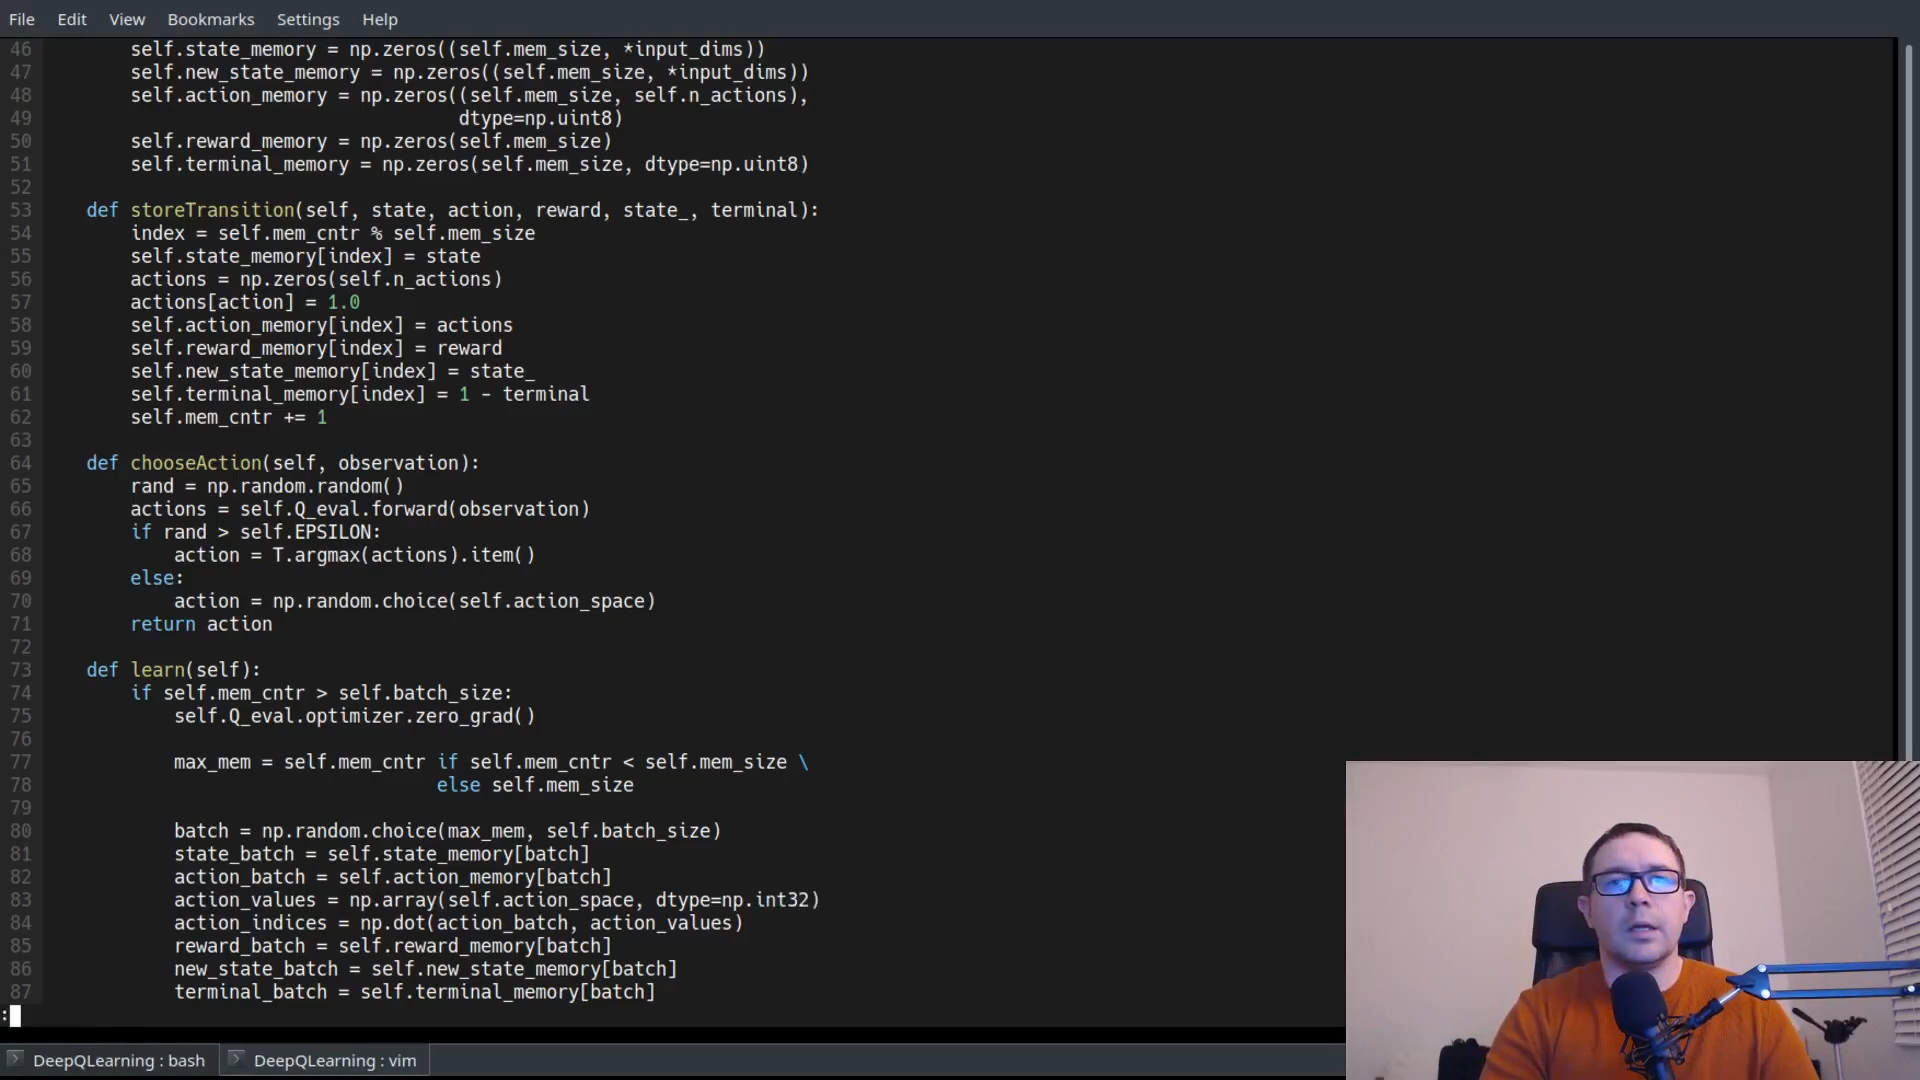 File Edit View Bookmarks Settings Help
46 self.state_memory = np.zeros((self.mem_size, *input_dims))
47 self.new_state_memory = np.zeros((self.mem_size, *input_dims))
48 self.action_memory = np.zeros((self.mem_size, self.n_actions),
49 dtype=np.uint8)
50 self.reward_memory = np.zeros(self.mem_size)
51 self.terminal_memory = np.zeros(self.mem_size, dtype=np.uint8)
52
53 def storeTransition(self, state, action, reward, state_, terminal):
54 index = self.mem_cntr % self.mem_size
55 self.state_memory[index] = state
56 actions = np.zeros(self.n_actions)
57 actions[action] = 1.0
58 self.action_memory[index] = actions
59 self.reward_memory[index] = reward
60 self.new_state_memory[index] = state_
61 self.terminal_memory[index] = 1 - terminal
62 self.mem_cntr += 1
63
64 def chooseAction(self, observation):
65 rand = np.random.random()
66 actions = self.Q_eval.forward(observation)
67 if rand > self.EPSILON:
68 action = T.argmax(actions).item()
69 else:
70 action = np.random.choice(self.action_space)
71 return action
72
73 def learn(self):
74 if self.mem_cntr > self.batch_size:
75 self.Q_eval.optimizer.zero_grad()
76
77 max_mem = self.mem_cntr if self.mem_cntr < self.mem_size \
78 else self.mem_size
79
80 batch = np.random.choice(max_mem, self.batch_size)
81 state_batch = self.state_memory[batch]
82 action_batch = self.action_memory[batch]
83 action_values = np.array(self.action_space, dtype=np.int32)
84 action_indices = np.dot(action_batch, action_values)
85 reward_batch = self.reward_memory[batch]
86 new_state_batch = self.new_state_memory[batch]
87 terminal_batch = self.terminal_memory[batch]
:
DeepQLearning : bash DeepQLearning : vim